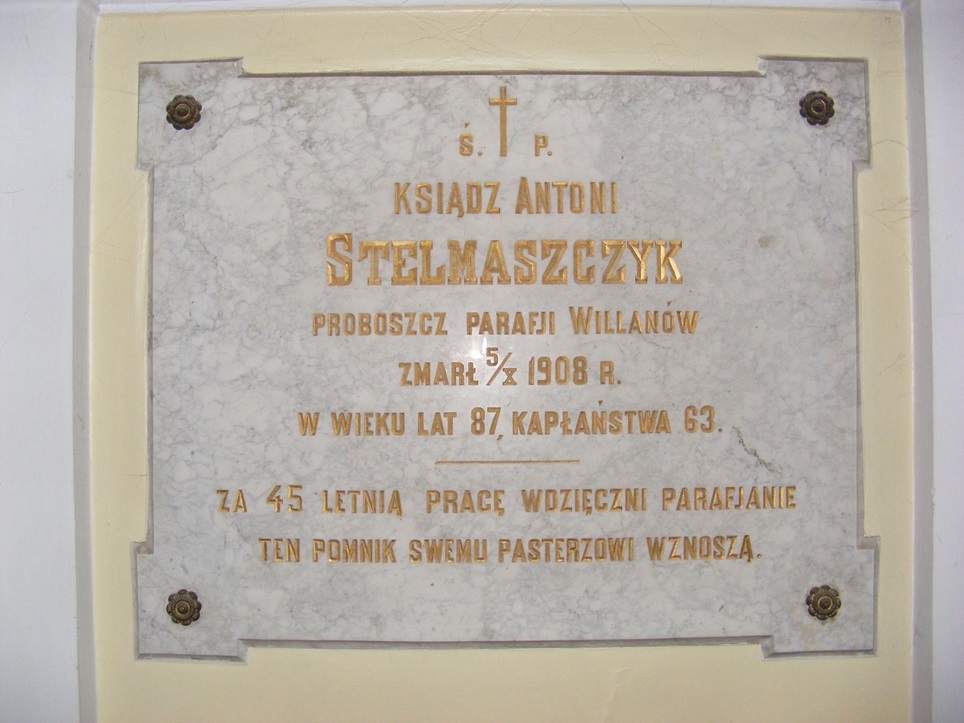 Ś. P.
KSIĄDZ ANTONI
STELMASZCZYK
PROBOSZCZ PARAFJI WILLANÓW
ZMARŁ 5/X 1908 R.
W WIEKU LAT 87, KAPŁAŃSTWA 63.
ZA 45 LETNIĄ PRACĘ WDZIĘCZNI PARAFJANIE
TEN POMNIK SWEMU PASTERZOWI WZNOSZĄ.